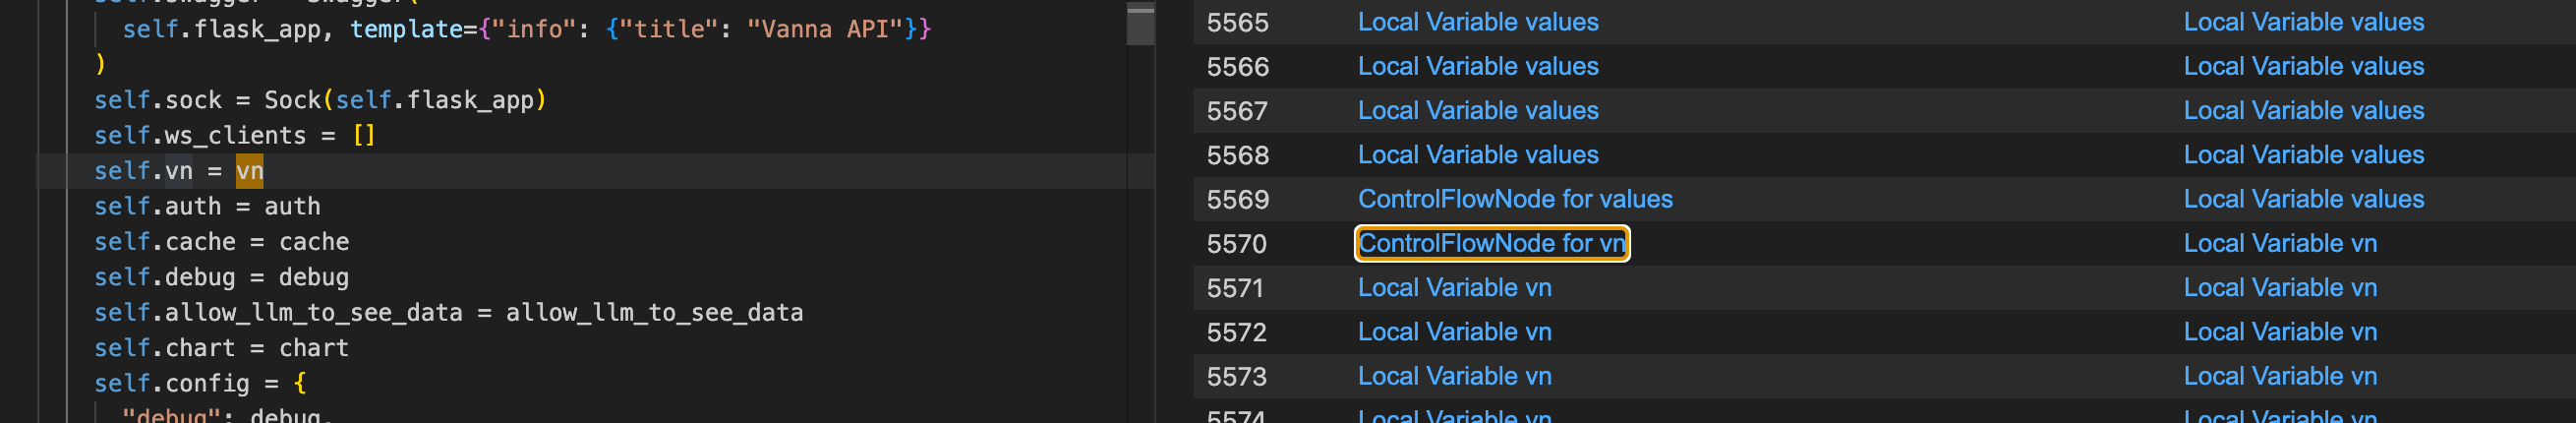 self.swagger = Swagger(
self.flask_app, template={"info": {"title": "Vanna API"}}
)
self.sock = Sock(self.flask_app)
self.ws_clients = []
self.vn = vn
self.auth = auth
self.cache = cache
self.debug = debug
self.allow_llm_to_see_data = allow_llm_to_see_data
self.chart = chart
self.config = {
"debug": debug,
5565 Local Variable values Local Variable values
5566 Local Variable values Local Variable values
5567 Local Variable values Local Variable values
5568 Local Variable values Local Variable values
5569 ControlFlowNode for values Local Variable values
5570 ControlFlowNode for vn Local Variable vn
5571 Local Variable vn Local Variable vn
5572 Local Variable vn Local Variable vn
5573 Local Variable vn Local Variable vn
5574 Local Variable vn Local Variable vn